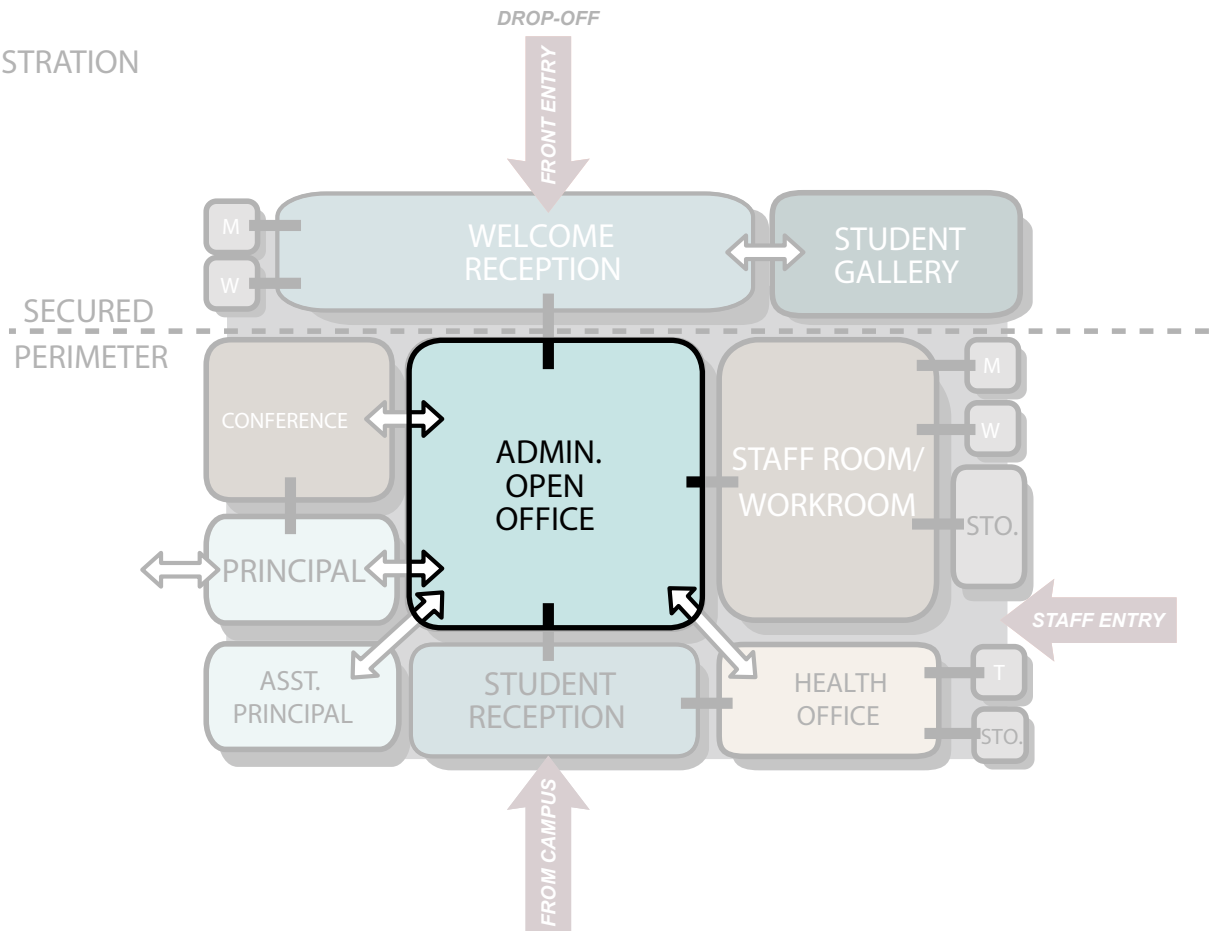 DROP-OFF
STRATION
FRONT ENTRY
M
W
WELCOME
RECEPTION
STUDENT
GALLERY
SECURED
PERIMETER
CONFERENCE
ADMIN.
OPEN
OFFICE
STAFF ROOM/
WORKROOM
M
W
STO.
PRINCIPAL
STAFF ENTRY
ASST.
PRINCIPAL
STUDENT
RECEPTION
HEALTH
OFFICE
T
STO.
FROM CAMPUS